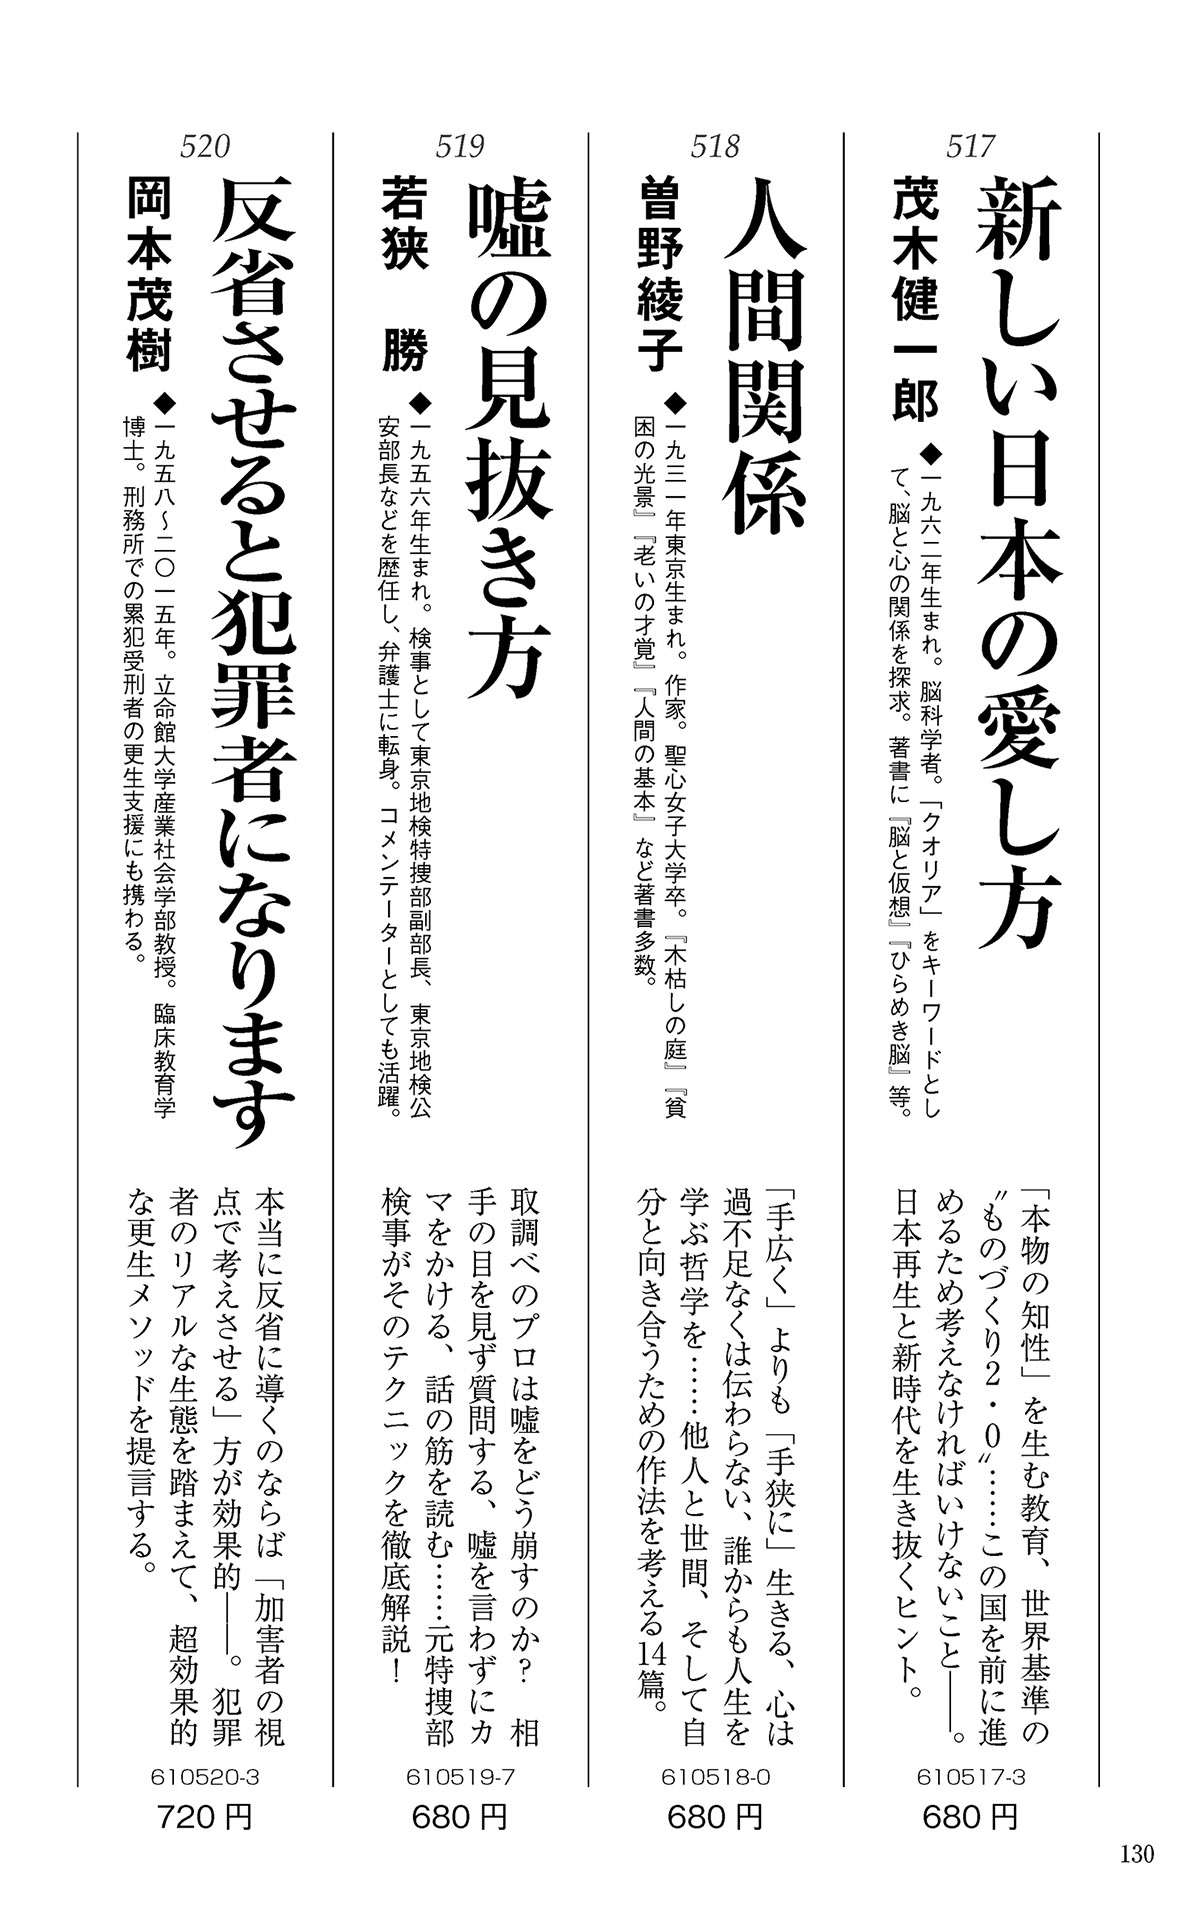 517
新しい日本の愛し方
茂木健一郎
◆一九六二年生まれ。脳科学者。「クオリア」をキーワードとし
て、脳と心の関係を探求。著書に『脳と仮想』『ひらめき脳』等。
「本物の知性」を生む教育、世界基準の
〝ものづくり2・0〟……この国を前に進
めるため考えなければいけないこと――。
日本再生と新時代を生き抜くヒント。
610517-3
680円
518
人間関係
曽野綾子
◆一九三一年東京生まれ。作家。聖心女子大学卒。『木枯しの庭』『貧
困の光景』『老いの才覚』『人間の基本』など著書多数。
「手広く」よりも「手狭に」生きる、心は
過不足なくは伝わらない、誰からも人生を
学ぶ哲学を……他人と世間、そして自
分と向き合うための作法を考える14篇。
610518-0
680円
519
嘘の見抜き方
若狭 勝
◆一九五六年生まれ。検事として東京地検特捜部副部長、東京地検公
安部長などを歴任し、弁護士に転身。コメンテーターとしても活躍。
取調べのプロは嘘をどう崩すのか? 相
手の目を見ず質問する、嘘を言わずにカ
マをかける、話の筋を読む……元特捜部
検事がそのテクニックを徹底解説!
610519-7
680円
520
反省させると犯罪者になります
岡本茂樹
◆一九五八～二〇一五年。立命館大学産業社会学部教授。臨床教育学
博士。刑務所での累犯受刑者の更生支援にも携わる。
本当に反省に導くのならば「加害者の視
点で考えさせる」方が効果的――。犯罪
者のリアルな生態を踏まえて、超効果的
な更生メソッドを提言する。
610520-3
720円
130